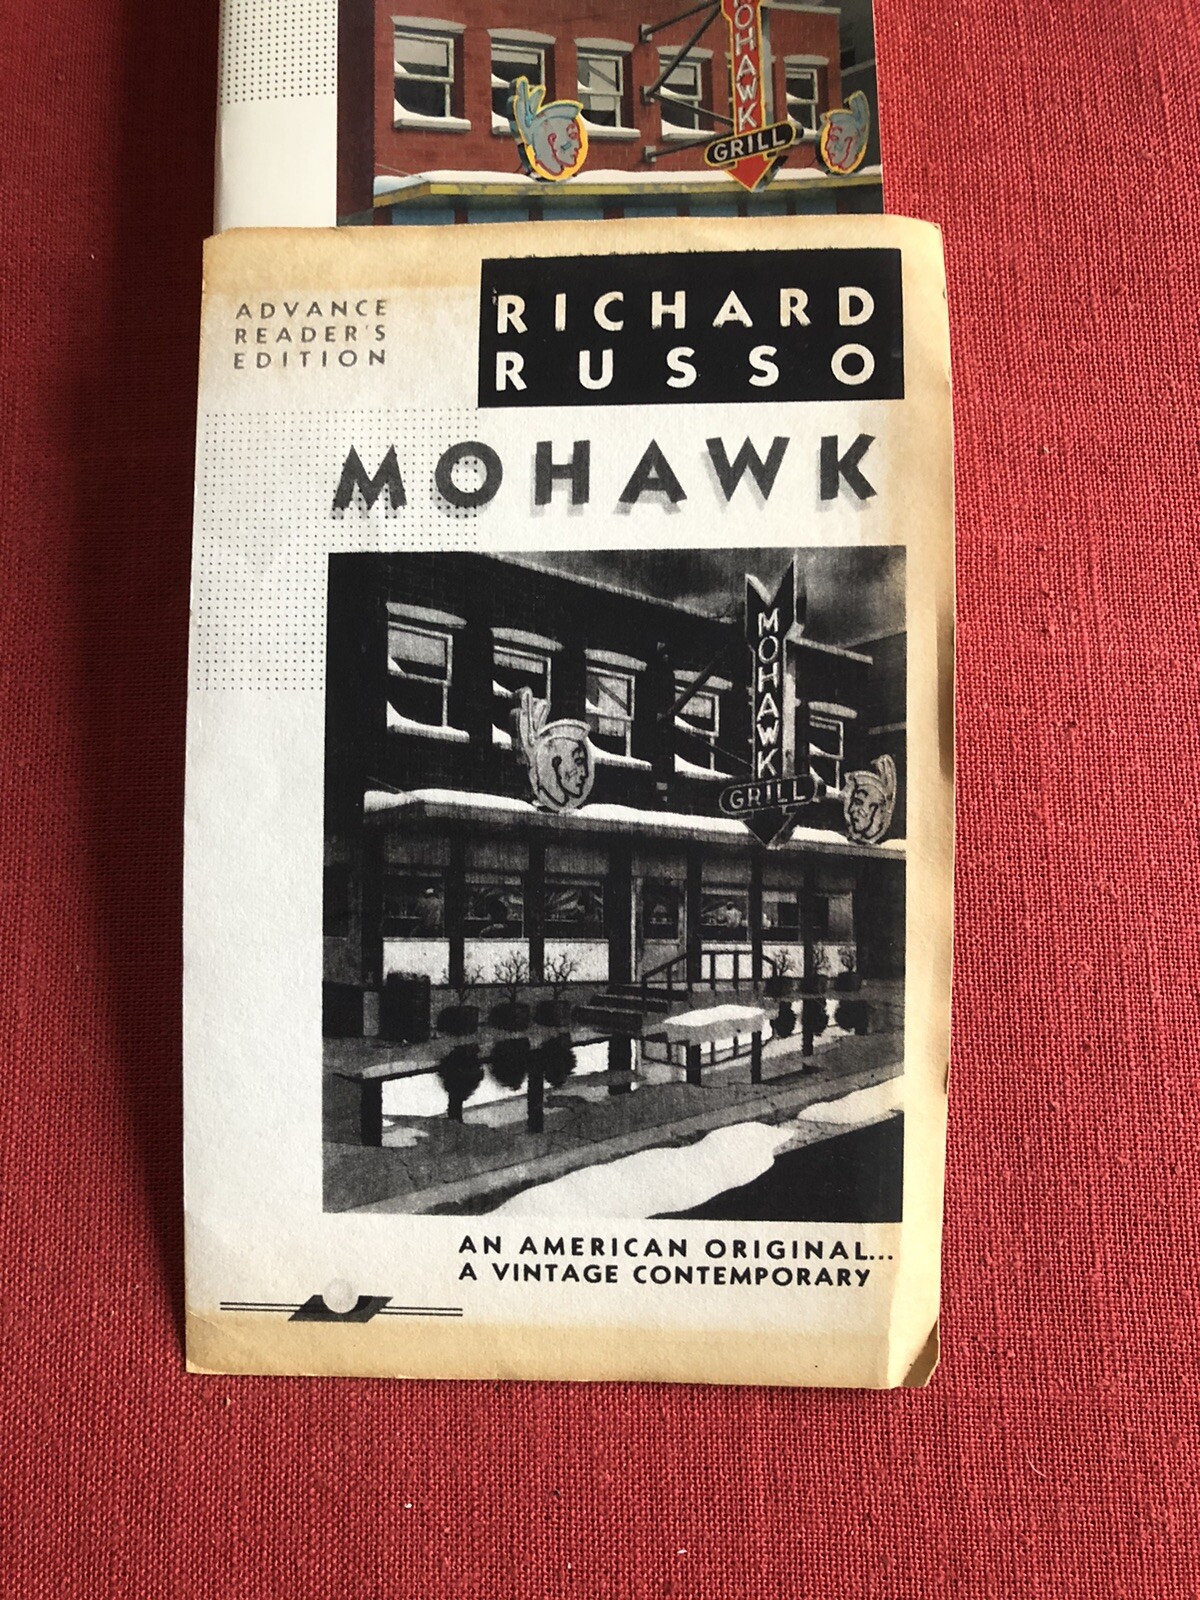 MOHAWK
GRILL
ADVANCE
READER'S
EDITION
RICHARD
RUSSO
MOHAWK
MOHAWK
GRILL
AN AMERICAN ORIGINAL...
A VINTAGE CONTEMPORARY